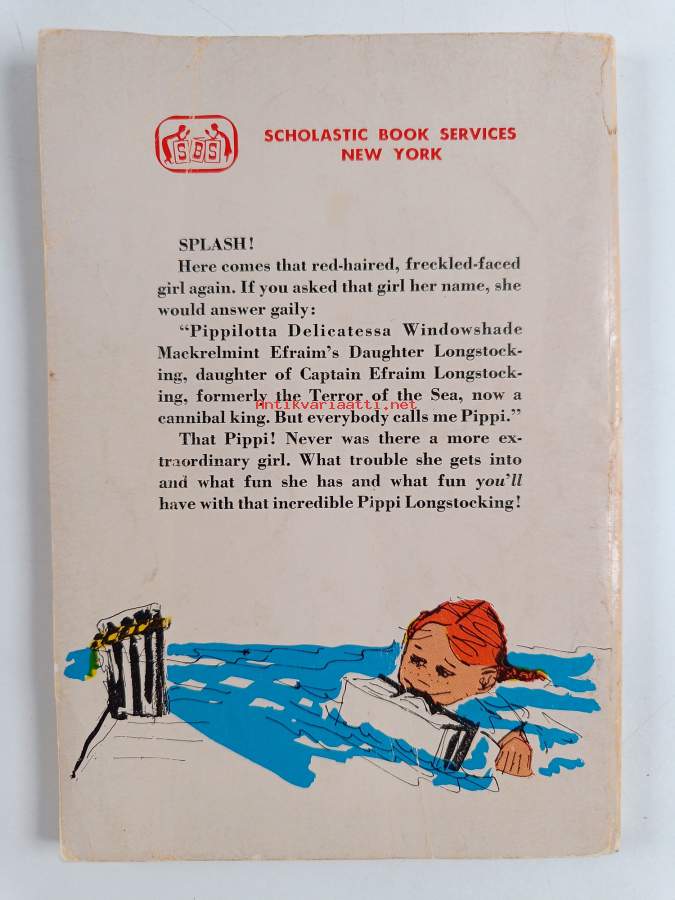 SBS
SCHOLASTIC BOOK SERVICES
NEW YORK
SPLASH!
Here comes that red-haired, freckled-faced
girl again. If you asked that girl her name, she
would answer gaily:
“Pippilotta Delicatessa Windowshade
Mackrelmint Efraim’s Daughter Longstock-
ing, daughter of Captain Efraim Longstock-
ing, formerly the Terror of the Sea, now a
Antikvariaatti.net
cannibal king. But everybody calls me Pippi.”
That Pippi! Never was there a more ex-
traordinary girl. What trouble she gets into
and what fun she has and what fun you’ll
have with that incredible Pippi Longstocking!